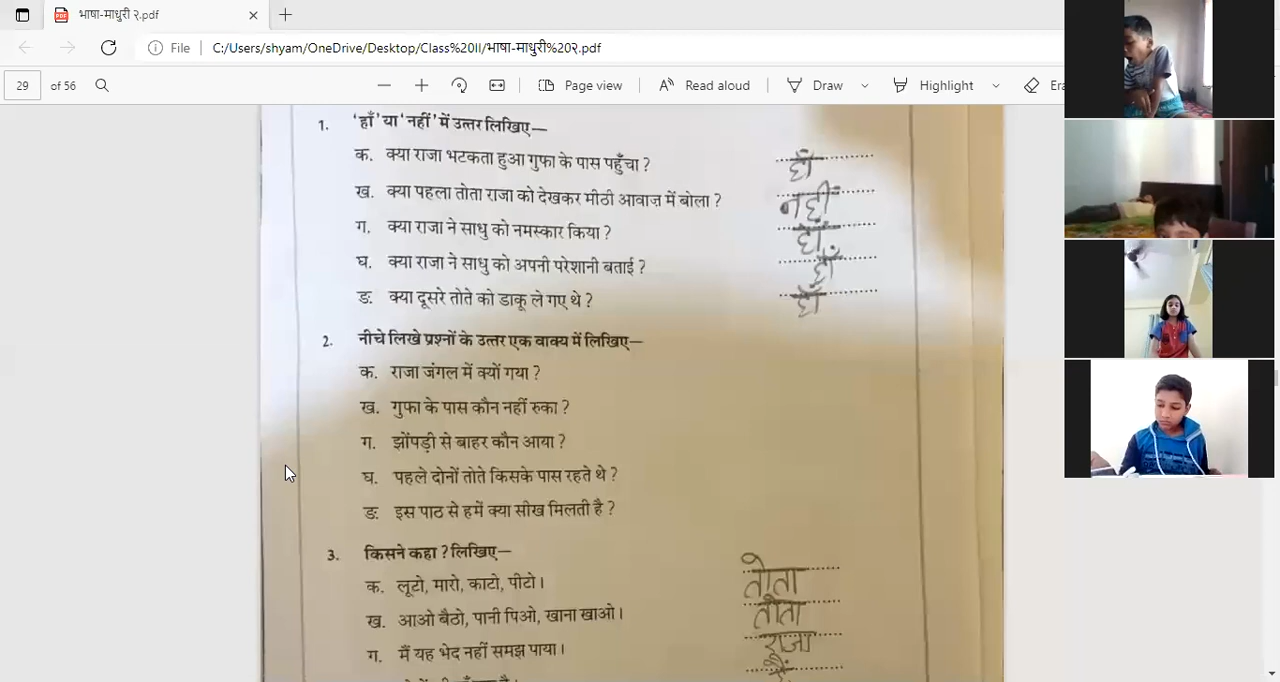 भाषा-माधुरी २.pdf
File C:/Users/shyam/OneDrive/Desktop/Class%20II/भाषा-माधुरी%20२.pdf
29 of 56 Page view Read aloud Draw Highlight
1. 'हाँ' या 'नहीं' में उत्तर लिखिए—
क. क्या राजा भटकता हुआ गुफा के पास पहुँचा? हाँ
ख. क्या पहला तोता राजा को देखकर मीठी आवाज़ में बोला? नहीं
ग. क्या राजा ने साधु को नमस्कार किया? हाँ
घ. क्या राजा ने साधु को अपनी परेशानी बताई? हाँ
ङ. क्या दूसरे तोते को डाकू ले गए थे? हाँ
2. नीचे लिखे प्रश्नों के उत्तर एक वाक्य में लिखिए—
क. राजा जंगल में क्यों गया?
ख. गुफा के पास कौन नहीं रुका?
ग. झोंपड़ी से बाहर कौन आया?
घ. पहले दोनों तोते किसके पास रहते थे?
ङ. इस पाठ से हमें क्या सीख मिलती है?
3. किसने कहा? लिखिए—
क. लूटो, मारो, काटो, पीटो। तोता
ख. आओ बैठो, पानी पिओ, खाना खाओ। तोता
ग. मैं यह भेद नहीं समझ पाया। राजा